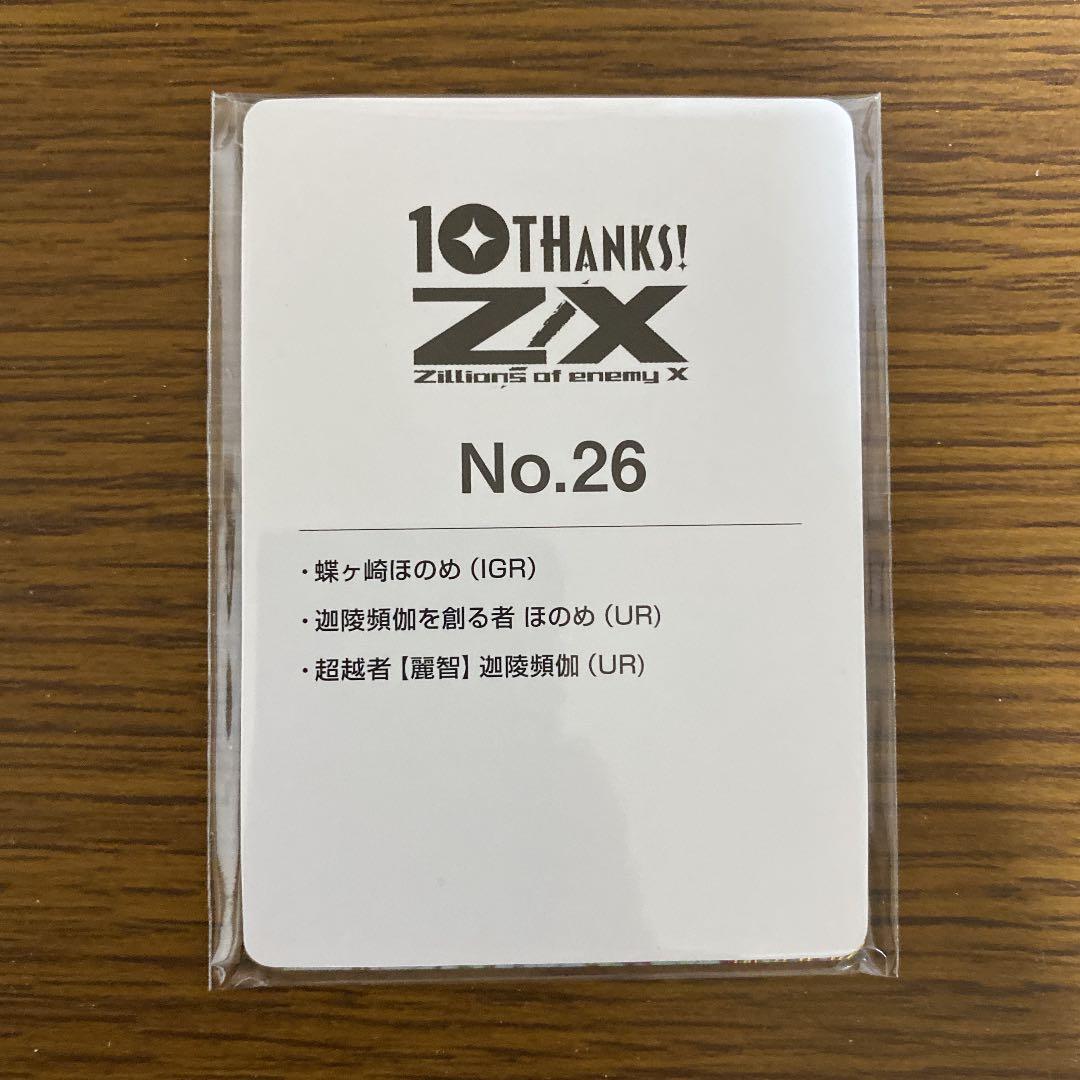 10THANKS!
Z/X
Zillions of enemy X
No.26
・蝶ヶ崎ほのめ（IGR）
・迦陵頻伽を創る者 ほのめ（UR）
・超越者【麗智】迦陵頻伽（UR）